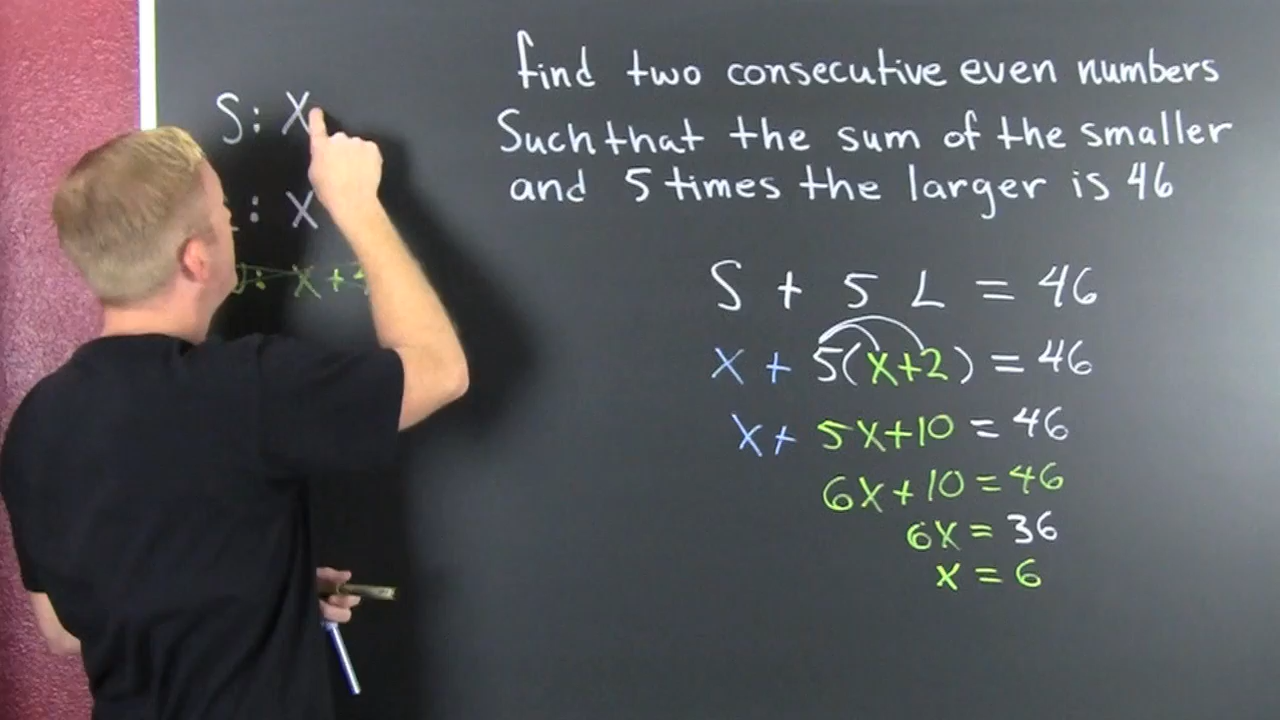 S: X
: X
: X + 
find two consecutive even numbers
Such that the sum of the smaller
and 5 times the larger is 46
S + 5 L = 46
X + 5(X+2) = 46
X + 5X+10 = 46
6X+10=46
6X = 36
X = 6